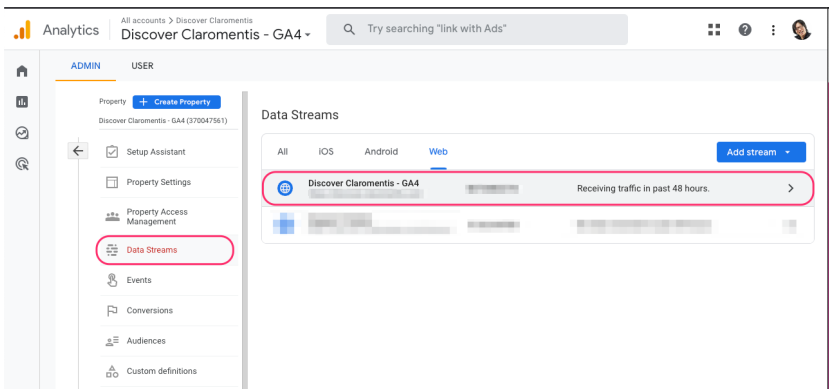 Analytics
All accounts > Discover Claromentis
Discover Claromentis - GA4
Try searching "link with Ads"
ADMIN
USER
Property
+ Create Property
Discover Claromentis - GA4 (370047561)
Setup Assistant
Property Settings
Property Access
Management
Data Streams
Events
Conversions
Audiences
Custom definitions
Data Streams
All
iOS
Android
Web
Add stream
Discover Claromentis - GA4
Receiving traffic in past 48 hours.